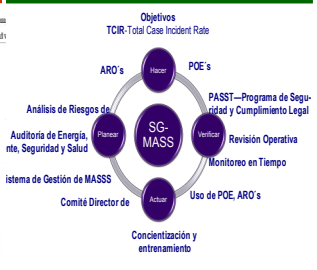 Objetivos
TCIR-Total Case Incident Rate
Hacer
ARO´s
POE´s
PASST—Programa de Segu-
ridad y Cumplimiento Legal
Análisis de Riesgos de
Planear
SG-
MASS
Verificar
Auditoría de Energía,
nte, Seguridad y Salud
Revisión Operativa
Monitoreo en Tiempo
istema de Gestión de MASSS
Actuar
Uso de POE, ARO´s
Comité Director de
Concientización y
entrenamiento